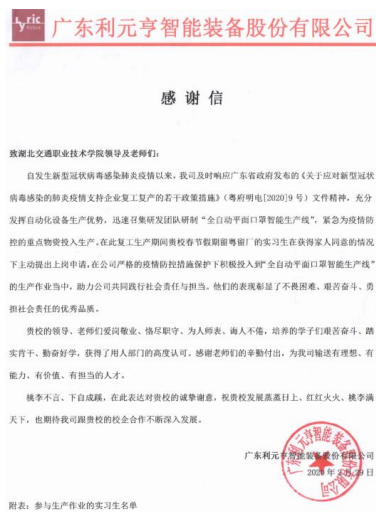 Lyric
广东利元亨智能装备股份有限公司
感谢信
致湖北交通职业技术学院领导及老师们：
自发生新型冠状病毒感染肺炎疫情以来，我司及时响应广东省政府发布的《关于应对新型冠状
病毒感染的肺炎疫情支持企业复工复产的若干政策措施》（粤府明电[2020]9号）文件精神，充分
发挥自动化设备生产优势，迅速召集研发团队研制“全自动平面口罩智能生产线”，紧急为疫情防
控的重点物资投入生产。在此复工生产期间贵校春节假期留粤留厂的实习生在获得家人同意的情况
下主动提出上岗申请，在公司严格的疫情防控措施保护下积极投入到“全自动平面口罩智能生产线”
的生产作业当中，助力公司共同践行社会责任与担当。他们的表现彰显了不畏困难、艰苦奋斗、勇
担社会责任的优秀品质。
贵校的领导、老师们爱岗敬业、恪尽职守、为人师表、诲人不倦，培养的学子们艰苦奋斗、踏
实肯干、勤奋好学，获得了用人部门的高度认可。感谢老师们的辛勤付出，为我司输送有理想、有
能力、有价值、有担当的人才。
桃李不言、下自成蹊，在此表达对贵校的诚挚谢意，祝贵校发展蒸蒸日上、红红火火、桃李满
天下，也期待我司跟贵校的校企合作不断深入发展。
广东利元亨智能装备股份有限公司
2020年2月29日
附表：参与生产作业的实习生名单